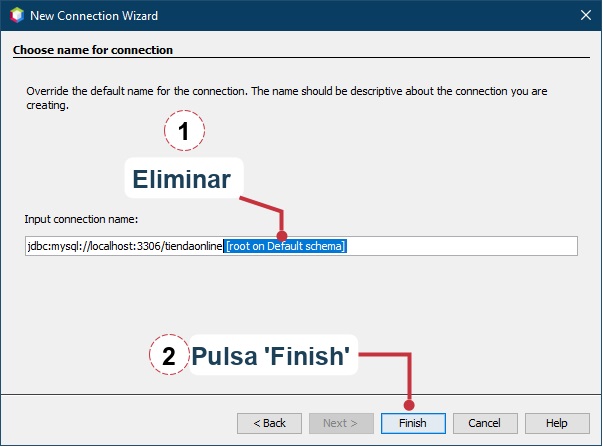 New Connection Wizard
Choose name for connection
Override the default name for the connection. The name should be descriptive about the connection you are
creating.
1
Eliminar
Input connection name:
jdbc:mysql://localhost:3306/tiendaonline [root on Default schema]
2 Pulsa 'Finish'
< Back Next > Finish Cancel Help